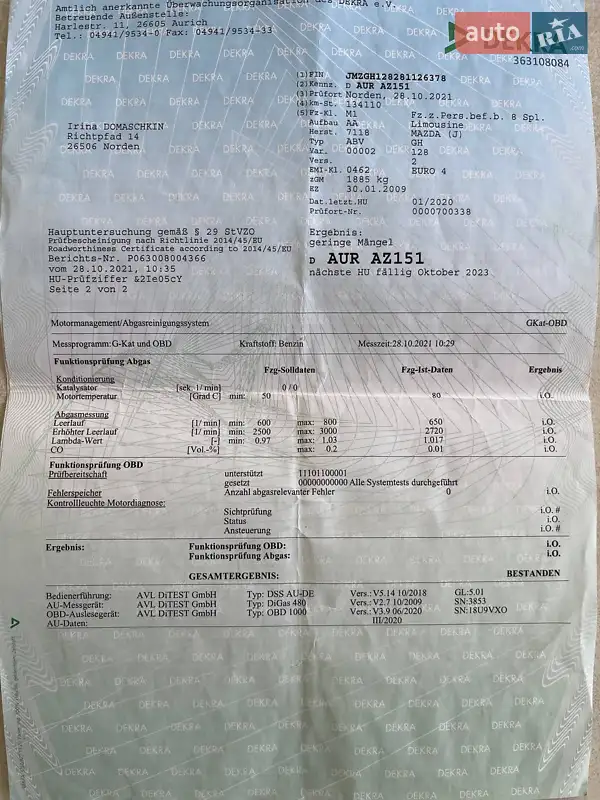 Amtlich anerkannte Überwachungsorganisation des DEKRA e.V.
Betreuende Außenstelle:
Harlestr. 11, 26605 Aurich
Tel.: 04941/9534-0 Fax: 04941/9534-33
auto RIA .com
DEKRA
363108084
(1) FIN JMZGH128281126378
(2) Kennz. D AUR AZ151
(3) Prüfort Norden, 28.10.2021
(4) km-St. 134110
(5) Fz-Kl. M1 Fz.z.Pers.bef.b. 8 Spl.
Aufbau AA Limousine
Herst. 7118 MAZDA (J)
Typ ABV GH
Var. 00002 128
Vers. 2
EMI-Kl. 0462 EURO 4
zGM 1885 kg
EZ 30.01.2009
Dat.letzt.HU 01/2020
Prüfort-Nr. 0000700338
Irina DOMASCHKIN
Richtpfad 14
26506 Norden
Hauptuntersuchung gemäß § 29 StVZO
Prüfbescheinigung nach Richtlinie 2014/45/EU
Roadworthiness Certificate according to 2014/45/EU
Berichts-Nr. P063008004366
vom 28.10.2021, 10:35
HU-Prüfziffer &2Ie05cY
Seite 2 von 2
Ergebnis:
geringe Mängel
D AUR AZ151
nächste HU fällig Oktober 2023
Motormanagement/Abgasreinigungssystem GKat-OBD
Messprogramm: G-Kat und OBD Kraftstoff: Benzin Messzeit: 28.10.2021 10:29
Funktionsprüfung Abgas Fzg-Solldaten Fzg-Ist-Daten Ergebnis
Konditionierung
Katalysator [sek. 1/ min] 0 / 0
Motortemperatur [Grad C] min: 50 80 i.O.
Abgasmessung
Leerlauf [1/ min] min: 600 max: 800 650 i.O.
Erhöhter Leerlauf [1/ min] min: 2500 max: 3000 2720 i.O.
Lambda-Wert [-] min: 0.97 max: 1.03 1.017 i.O.
CO [Vol.-%] max: 0.2 0.01 i.O.
Funktionsprüfung OBD
Prüfbereitschaft unterstützt 11101100001
gesetzt 00000000000 Alle Systemtests durchgeführt
Fehlerspeicher Anzahl abgasrelevanter Fehler 0 i.O.
Kontrollleuchte Motordiagnose:
Sichtprüfung i.O. #
Status i.O.
Ansteuerung i.O. #
Ergebnis: Funktionsprüfung OBD: i.O.
Funktionsprüfung Abgas: i.O.
GESAMTERGEBNIS: BESTANDEN
Bedienerführung: AVL DiTEST GmbH Typ: DSS AU-DE Vers.: V5.14 10/2018 GL:5.01
AU-Messgerät: AVL DiTEST GmbH Typ: DiGas 480 Vers.: V2.7 10/2009 SN:3853
OBD-Auslesegerät: AVL DiTEST GmbH Typ: OBD 1000 Vers.: V3.9 06/2020 SN:18U9VXO
AU-Daten: III/2020